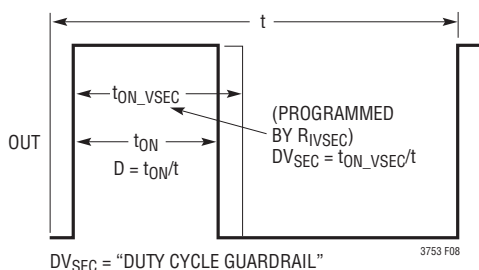 t
tON_VSEC
(PROGRAMMED
BY RIVSEC)
DVSEC = tON_VSEC/t
OUT
tON
D = tON/t
3753 F08
DVSEC = “DUTY CYCLE GUARDRAIL”